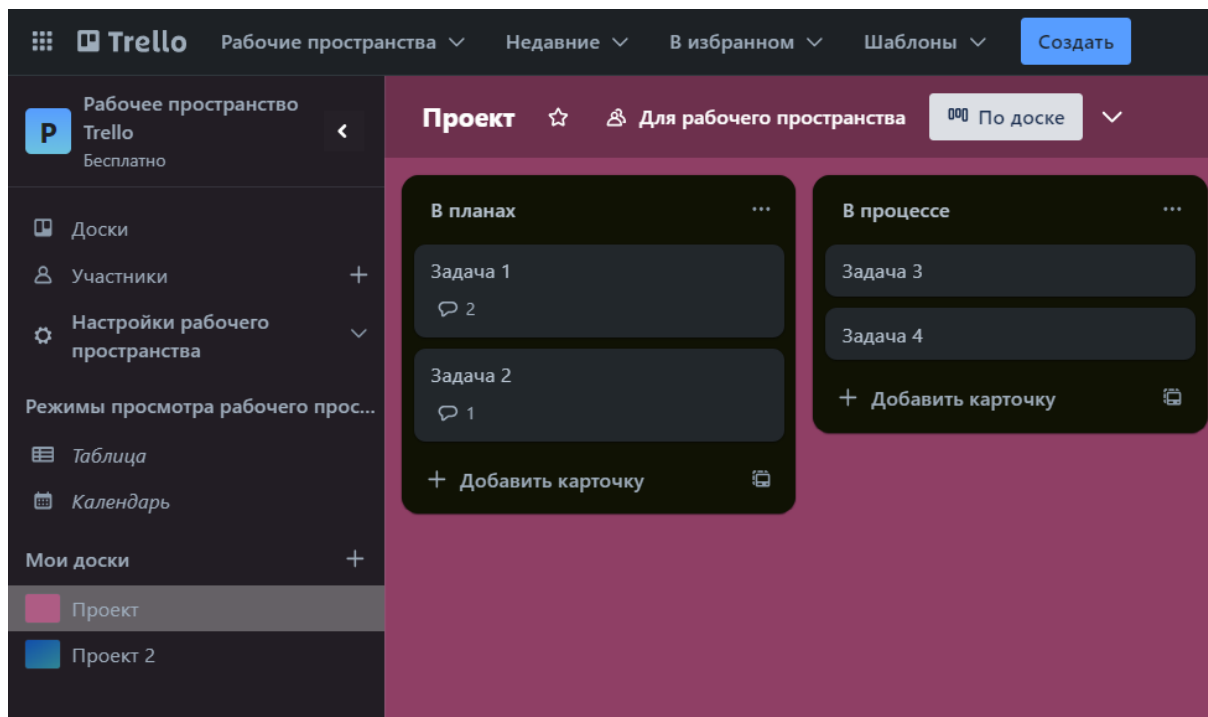 Trello Рабочие пространства Недавние В избранном Шаблоны Создать
P
Рабочее пространство
Trello
Бесплатно
Доски
Участники
Настройки рабочего
пространства
Режимы просмотра рабочего прос...
Таблица
Календарь
Мои доски
Проект
Проект 2
Проект Для рабочего пространства По доске
В планах
Задача 1
2
Задача 2
1
Добавить карточку
В процессе
Задача 3
Задача 4
Добавить карточку